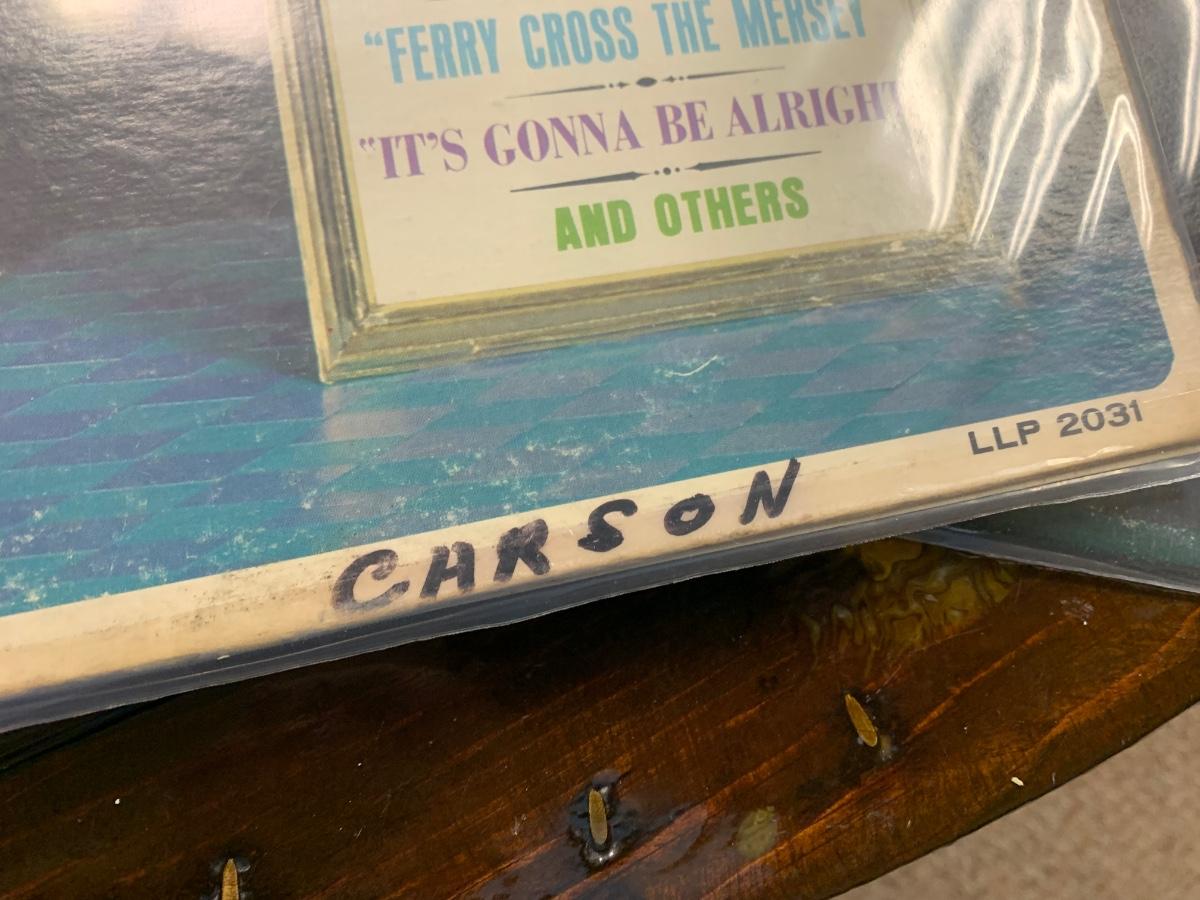 "FERRY CROSS THE MERSEY
"IT'S GONNA BE ALRIGHT
AND OTHERS
LLP 2031
CARSON